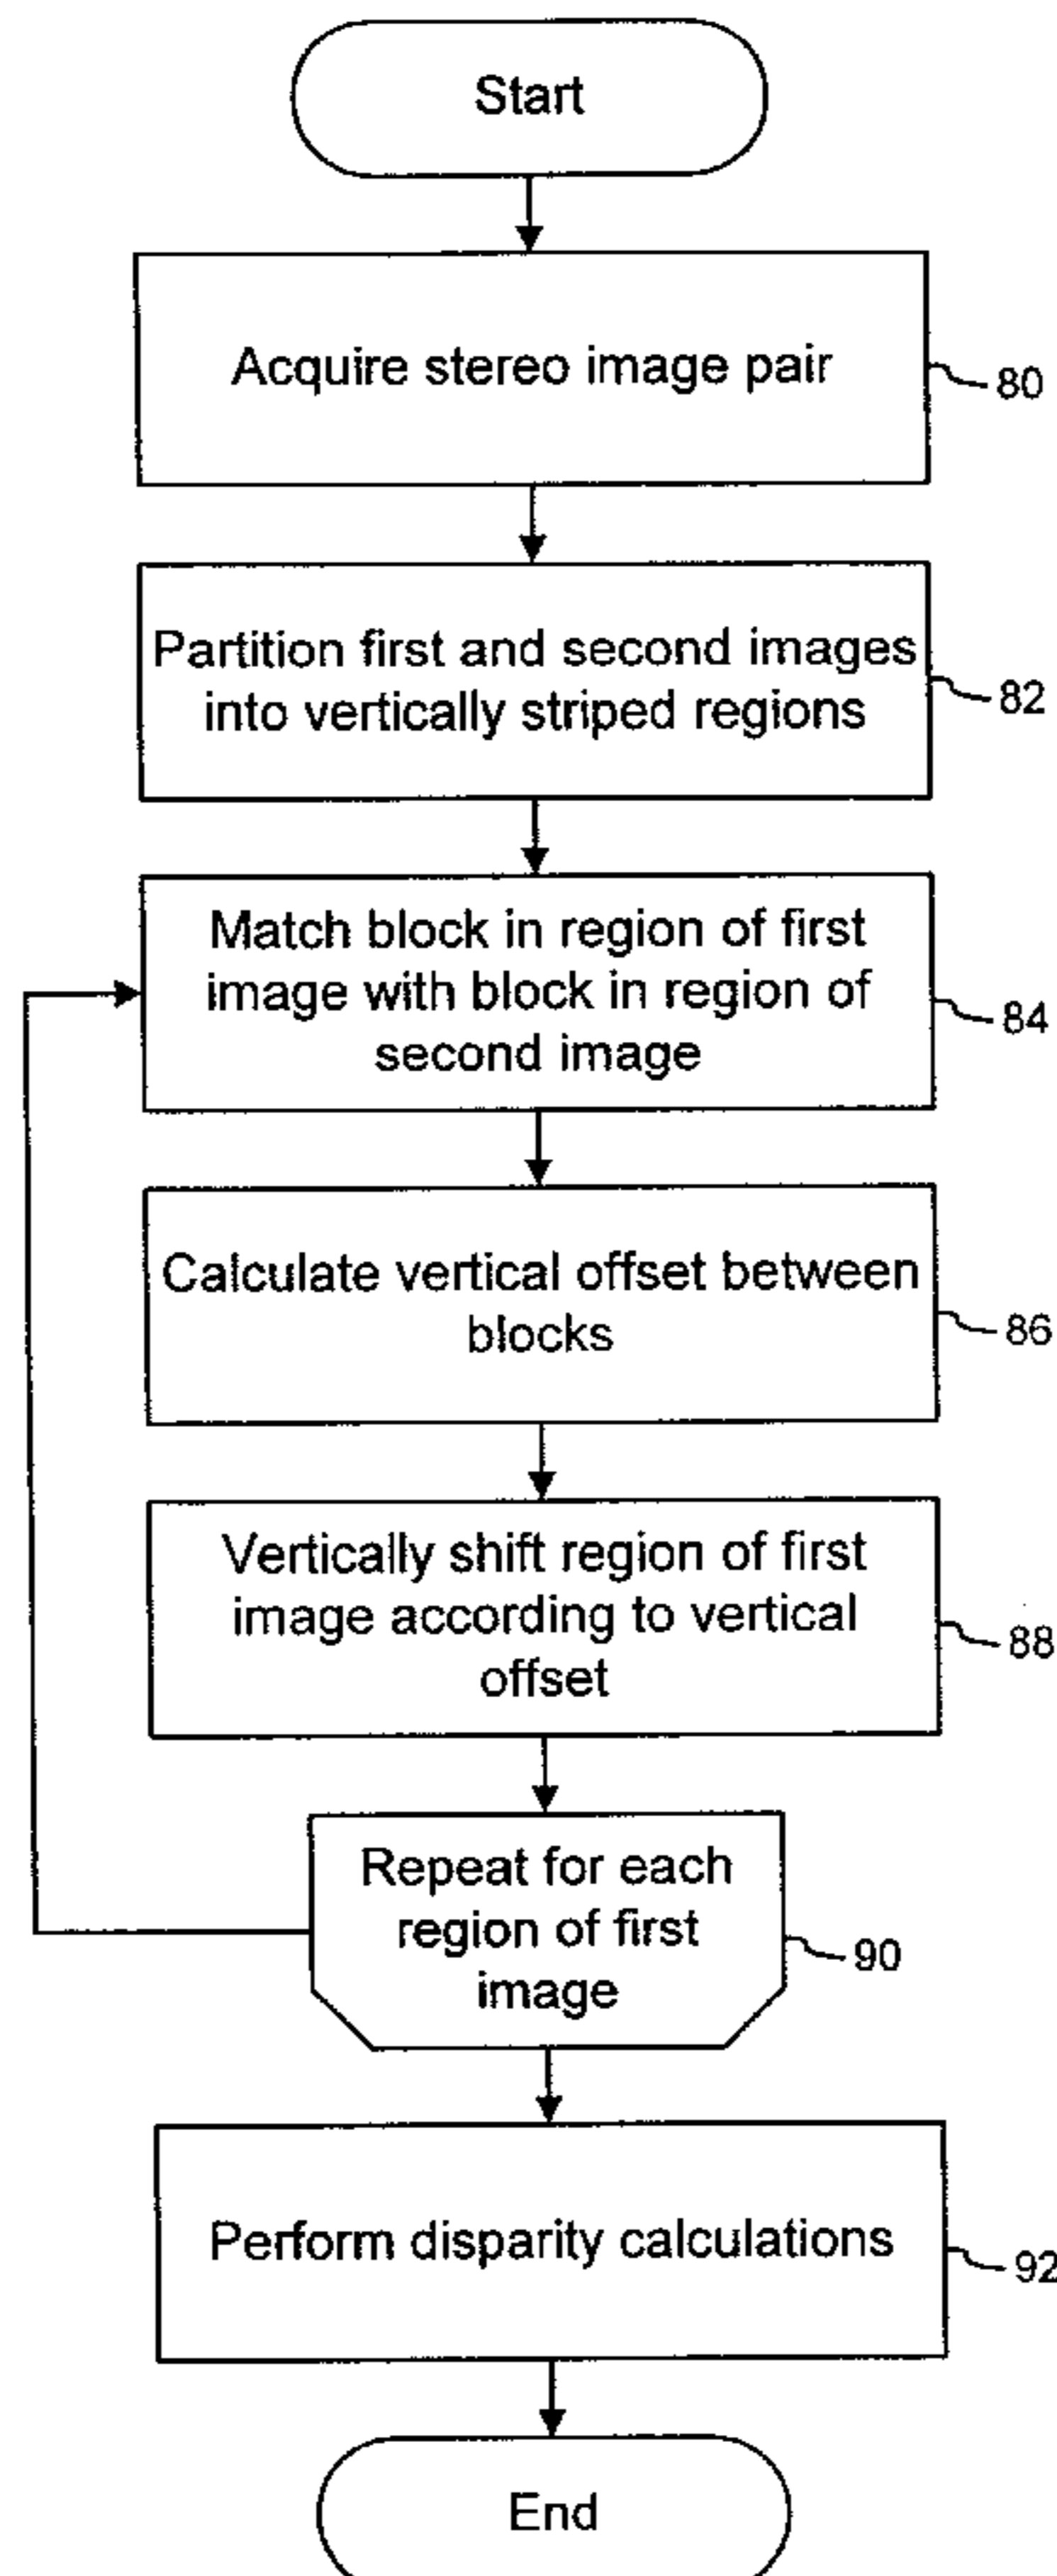 Start
Acquire stereo image pair
80
Partition first and second images
into vertically striped regions
82
Match block in region of first
image with block in region of
second image
84
Calculate vertical offset between
blocks
86
Vertically shift region of first
image according to vertical
offset
88
Repeat for each
region of first
image
90
Perform disparity calculations
92
End